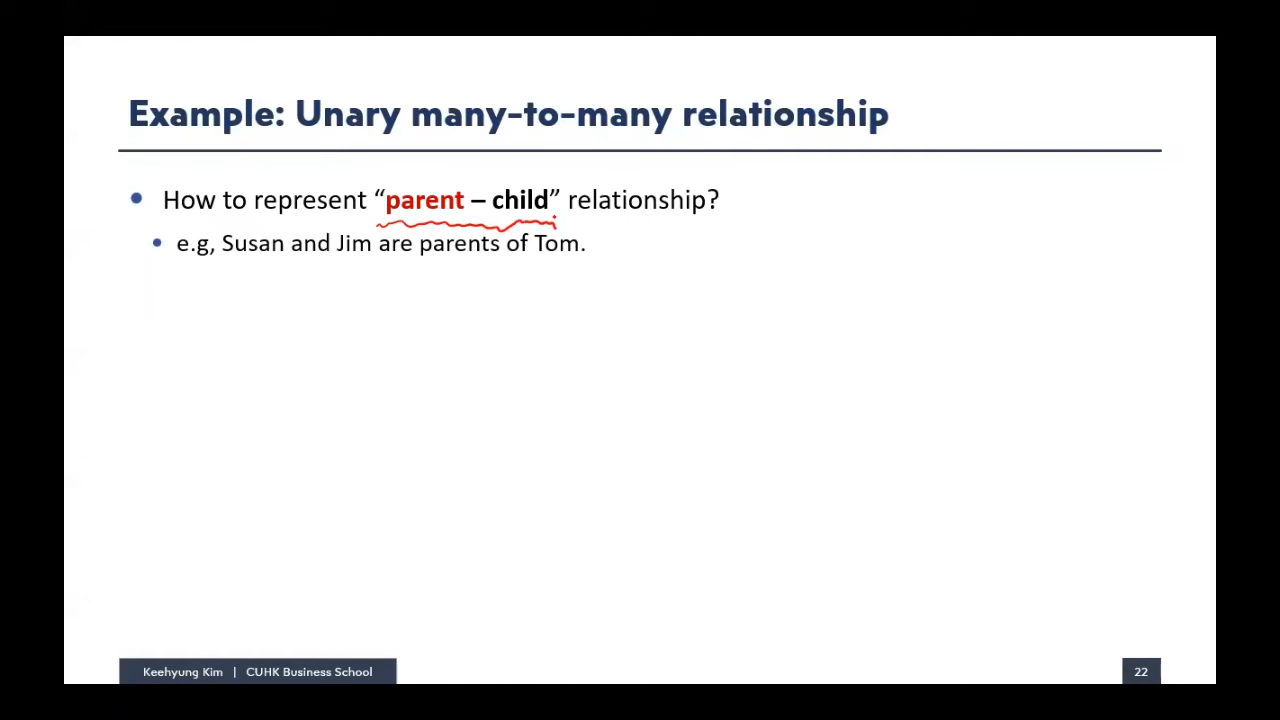 Example: Unary many-to-many relationship
• How to represent “parent – child” relationship?
• e.g, Susan and Jim are parents of Tom.
Keehyung Kim | CUHK Business School
22